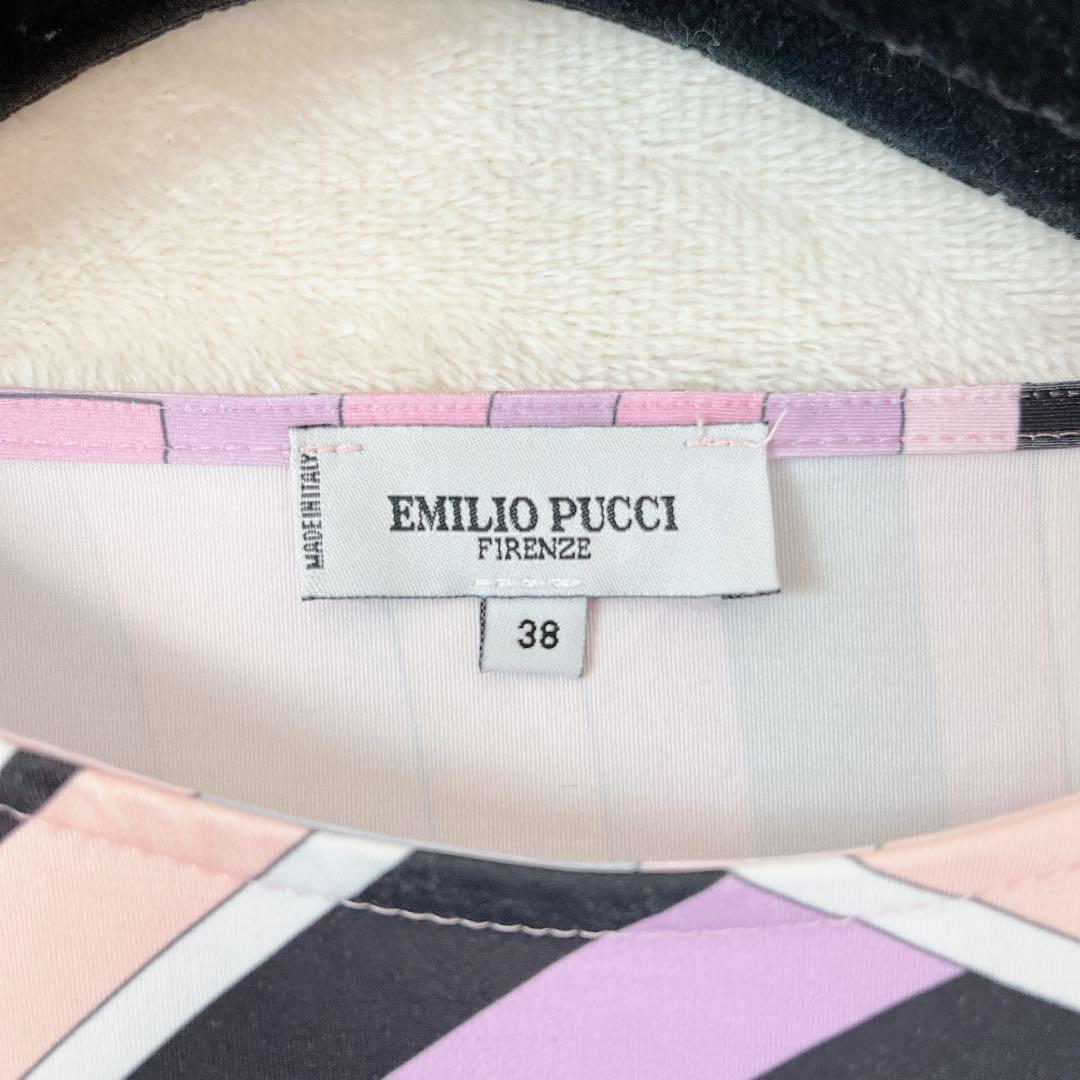 MADE IN ITALY
EMILIO PUCCI
FIRENZE
38